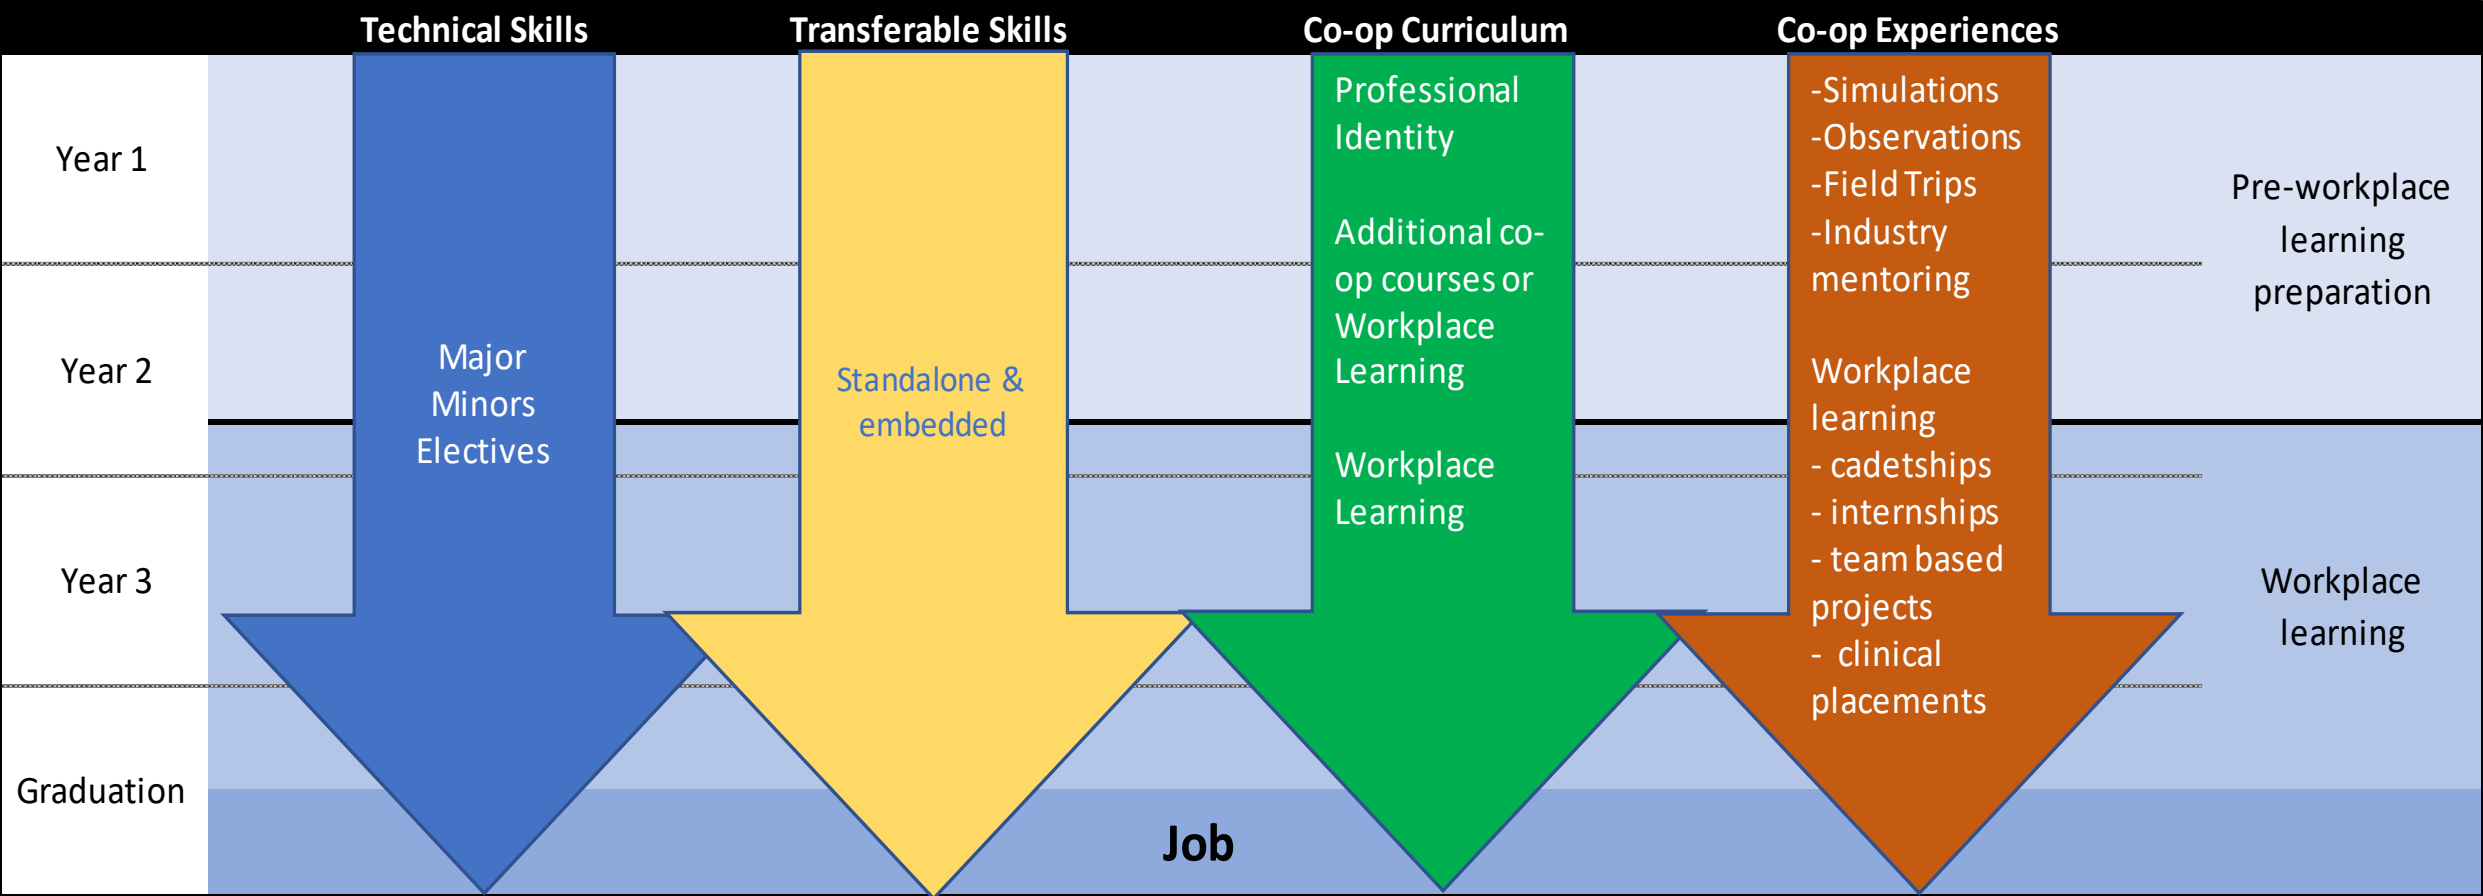 Technical Skills
Transferable Skills
Co-op Curriculum
Co-op Experiences
Year 1
Year 2
Year 3
Graduation
Major
Minors
Electives
Standalone &
embedded
Professional
Identity
Additional co-
op courses or
Workplace
Learning
Workplace
Learning
-Simulations
-Observations
-Field Trips
-Industry
mentoring
Workplace
learning
- cadetships
- internships
- team based
projects
- clinical
placements
Pre-workplace
learning
preparation
Workplace
learning
Job